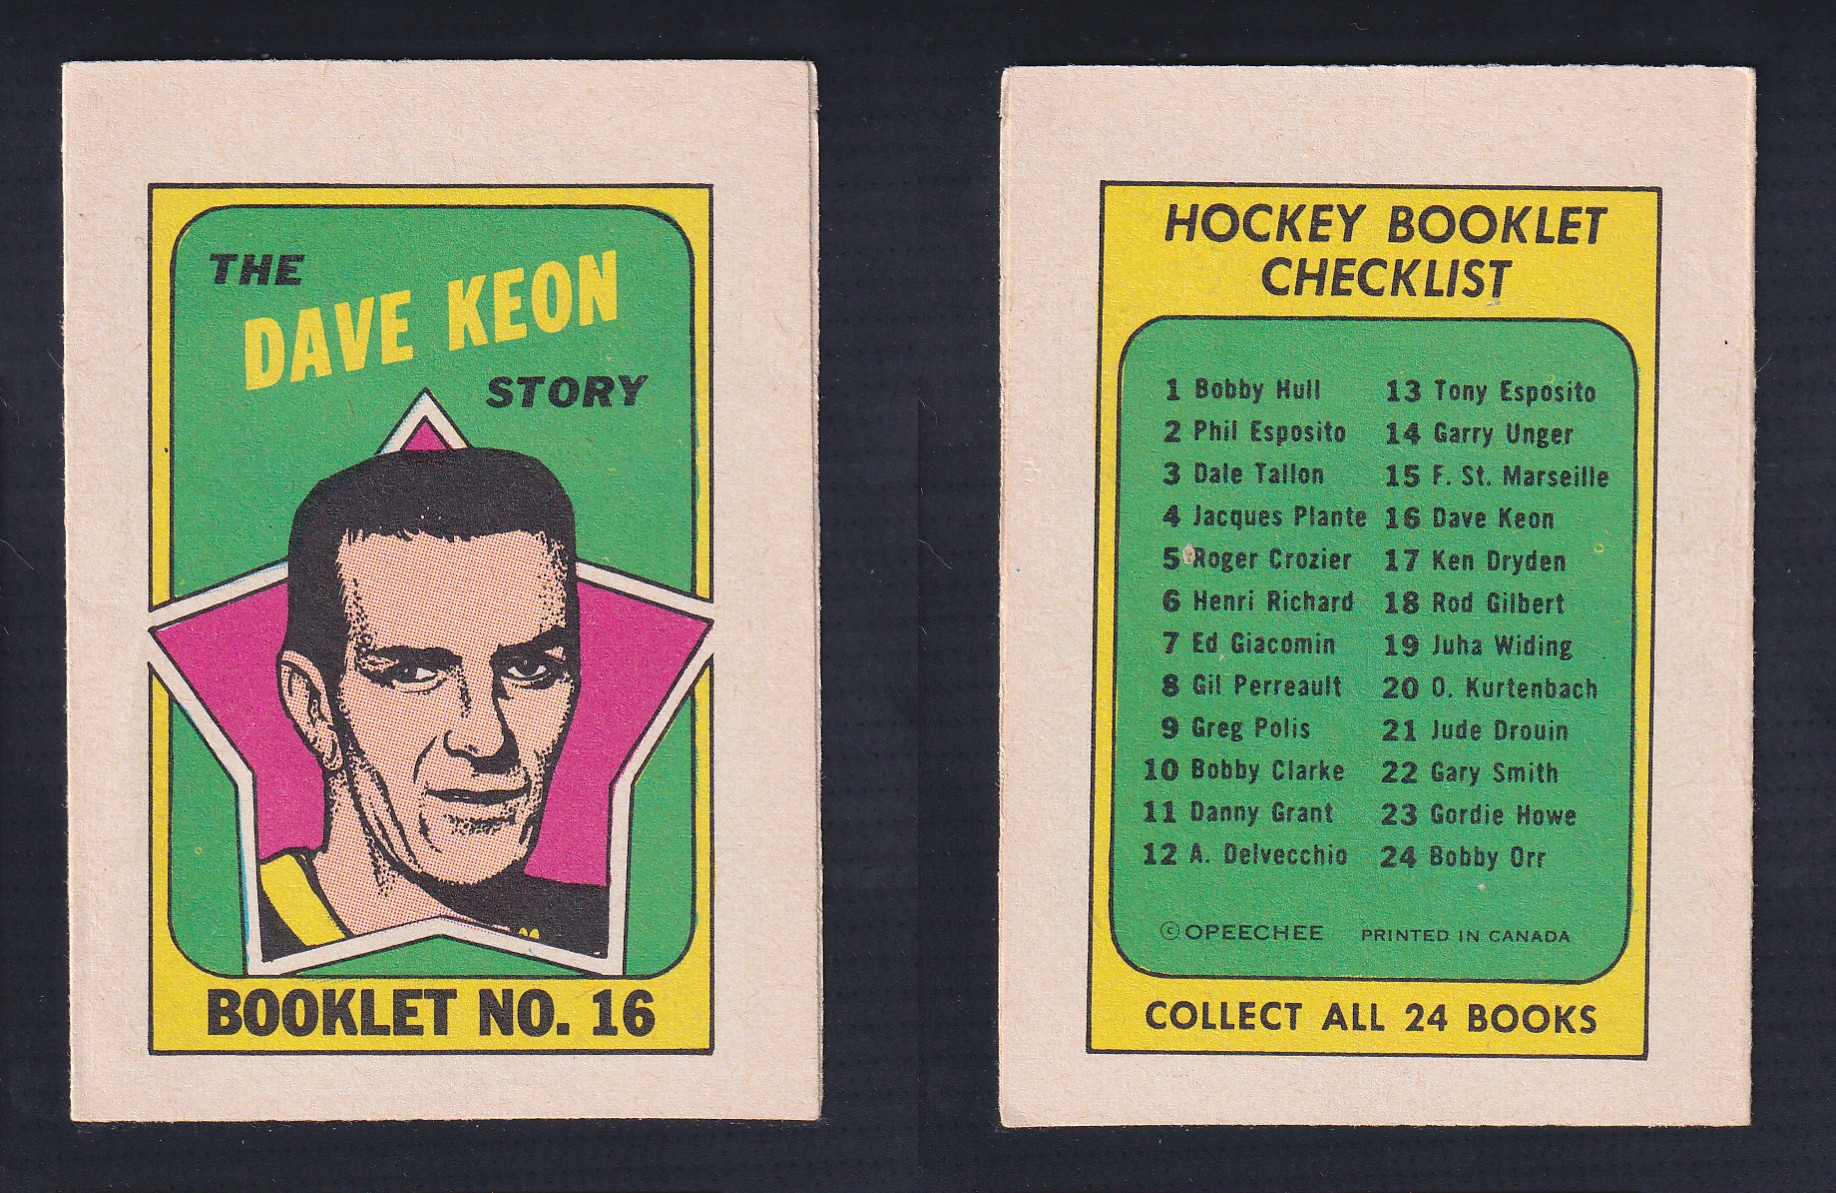 THE
DAVE KEON
STORY
BOOKLET NO. 16
HOCKEY BOOKLET
CHECKLIST
1 Bobby Hull
2 Phil Esposito
3 Dale Tallon
4 Jacques Plante
5 Roger Crozier
6 Henri Richard
7 Ed Giacomin
8 Gil Perreault
9 Greg Polis
10 Bobby Clarke
11 Danny Grant
12 A. Delvecchio
13 Tony Esposito
14 Garry Unger
15 F. St. Marseille
16 Dave Keon
17 Ken Dryden
18 Rod Gilbert
19 Juha Widing
20 O. Kurtenbach
21 Jude Drouin
22 Gary Smith
23 Gordie Howe
24 Bobby Orr
©OPEECHEE PRINTED IN CANADA
COLLECT ALL 24 BOOKS